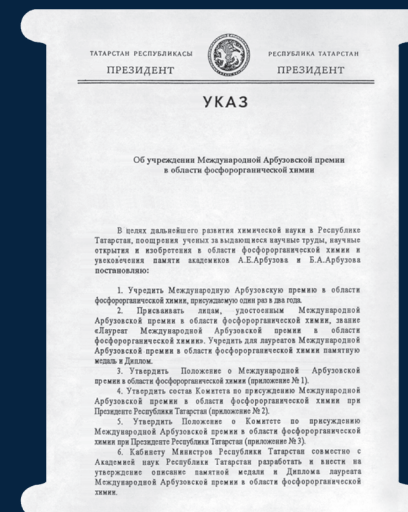 ТАТАРСТАН РЕСПУБЛИКАСЫ
ПРЕЗИДЕНТ
РЕСПУБЛИКА ТАТАРСТАН
ПРЕЗИДЕНТ
УКАЗ
Об учреждении Международной Арбузовской премии
в области фосфорорганической химии
В целях дальнейшего развития химической науки в Республике
Татарстан, поощрения ученых за выдающиеся научные труды, научные
открытия и изобретения в области фосфорорганической химии и
увековечения памяти академиков А.Е.Арбузова и Б.А.Арбузова
постановляю:
1. Учредить Международную Арбузовскую премию в области
фосфорорганической химии, присуждаемую один раз в два года.
2. Присваивать лицам, удостоенным Международной
Арбузовской премии в области фосфорорганической химии, звание
«Лауреат Международной Арбузовской премии в области
фосфорорганической химии». Учредить для лауреатов Международной
Арбузовской премии в области фосфорорганической химии памятную
медаль и Диплом.
3. Утвердить Положение о Международной Арбузовской
премии в области фосфорорганической химии (приложение № 1).
4. Утвердить состав Комитета по присуждению Международной
Арбузовской премии в области фосфорорганической химии при
Президенте Республики Татарстан (приложение № 2).
5. Утвердить Положение о Комитете по присуждению
Международной Арбузовской премии в области фосфорорганической
химии при Президенте Республики Татарстан (приложение № 3).
6. Кабинету Министров Республики Татарстан совместно с
Академией наук Республики Татарстан разработать и внести на
утверждение описание памятной медали и Диплома лауреата
Международной Арбузовской премии в области фосфорорганической
химии.